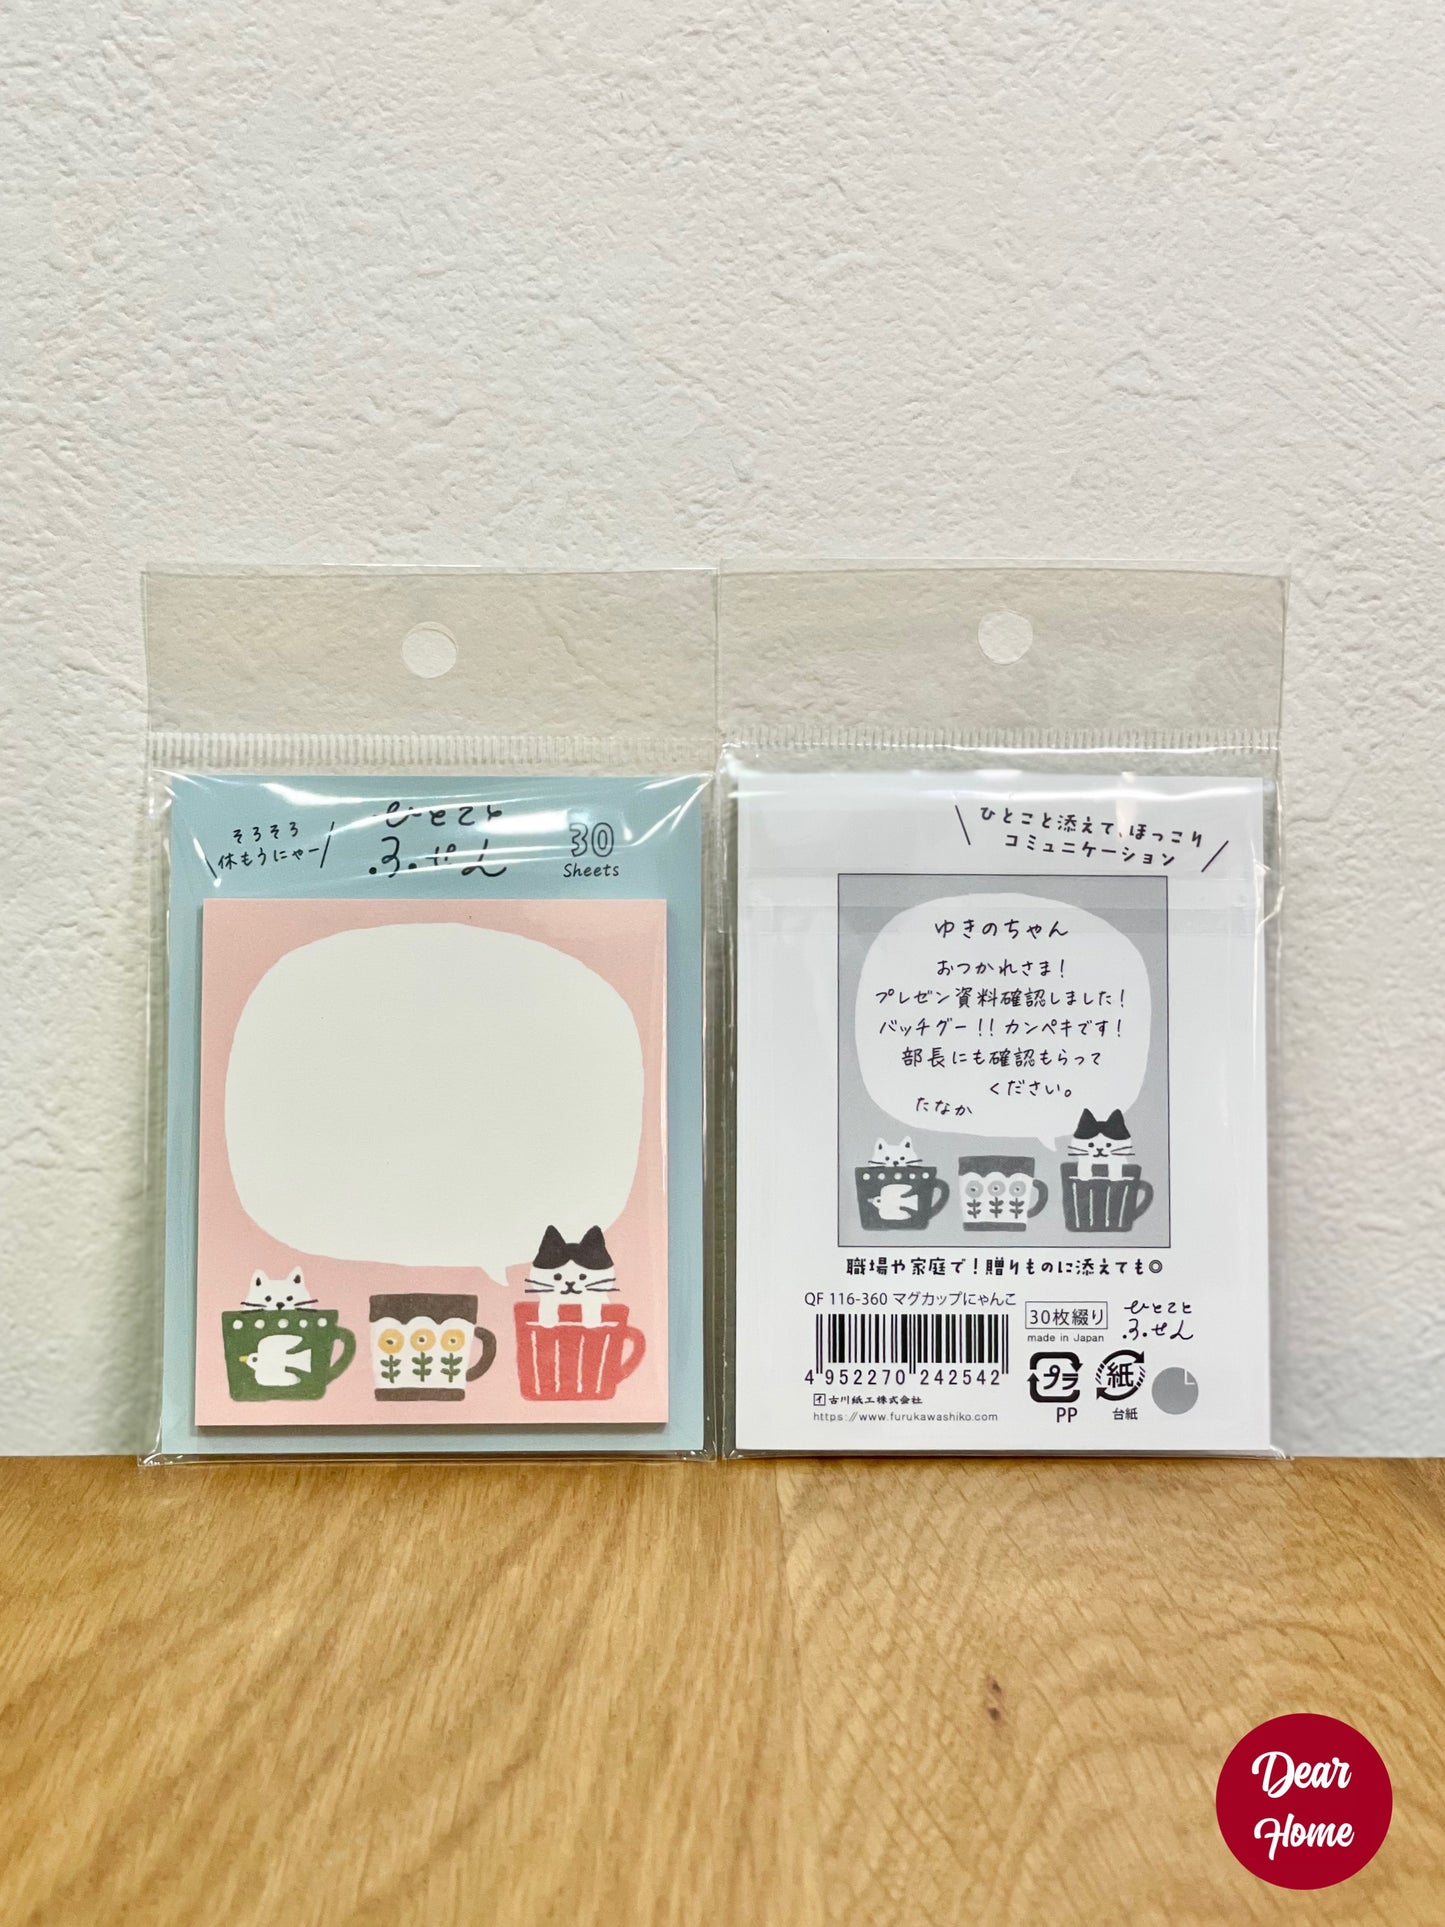 そろそろ
休もうにゃー
ひとこと
ふせん
30
Sheets
ひとこと添えて、ほっこり
コミュニケーション
ゆきのちゃん
おつかれさま!
プレゼン資料確認しました!
バッチグー!!カンペキです!
部長にも確認もらって
ください。
たなか
職場や家庭で!贈りものに添えても◎
QF 116-360 マグカップにゃんこ
30枚綴り
made in Japan
ひとこと
ふせん
4 952270 242542
古川紙工株式会社
https://www.furukawashiko.com
プラ
PP
紙
台紙
Dear
Home